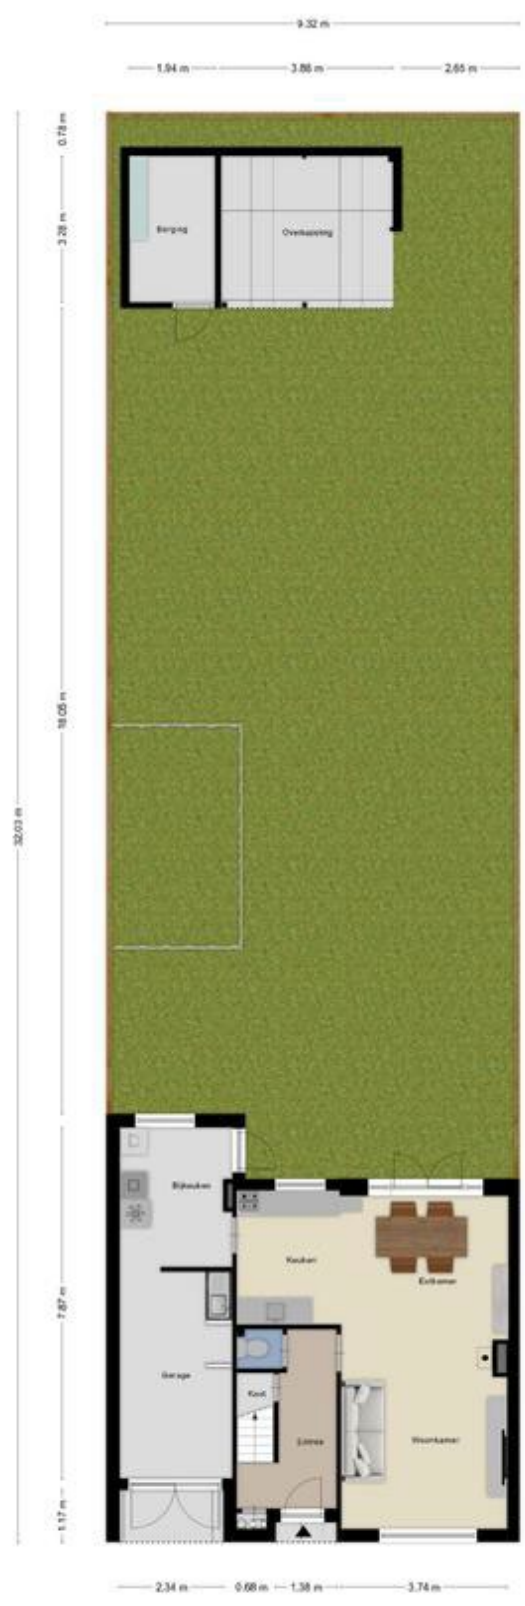 9.32 m
1.94 m
3.86 m
2.65 m
0.78 m
3.28 m
Berging
Overkapping
18.05 m
32.03 m
Bijkeuken
Keuken
Eetkamer
7.87 m
Garage
Kast
Entree
Woonkamer
1.17 m
2.34 m
0.68 m
1.38 m
3.74 m